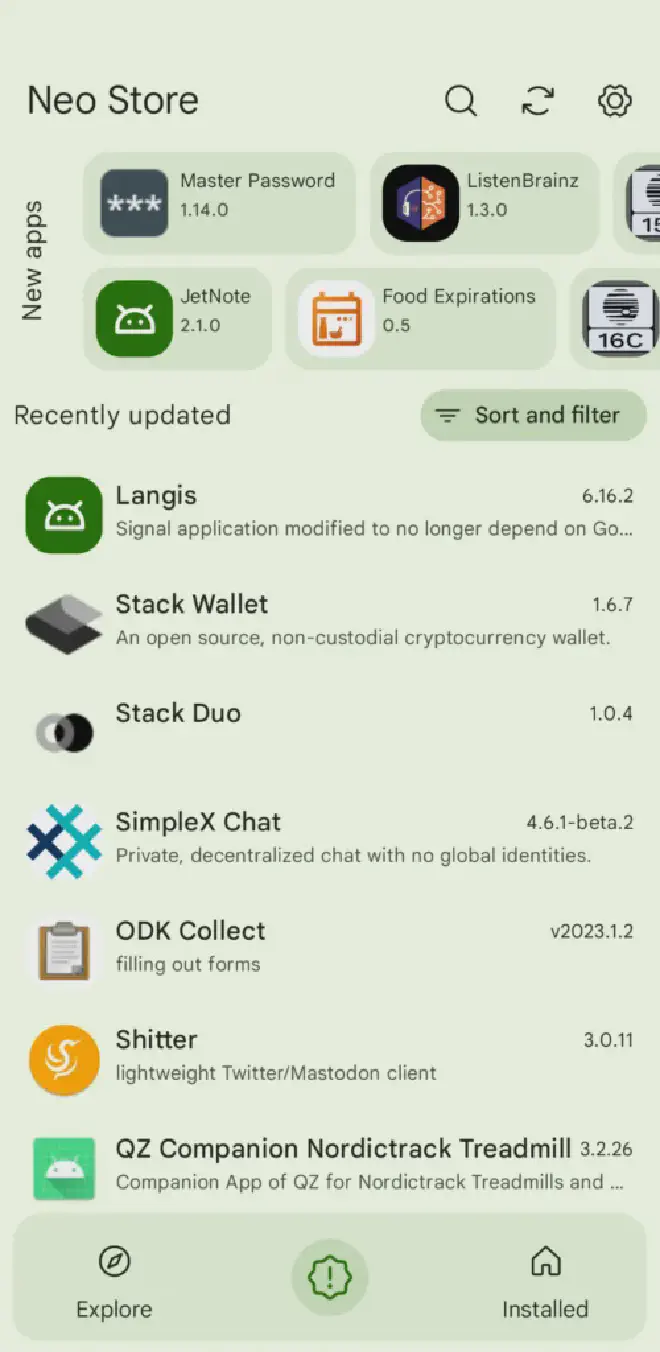 Neo Store
New apps
***
Master Password
1.14.0
ListenBrainz
1.3.0
15
JetNote
2.1.0
Food Expirations
0.5
16C
Recently updated
Sort and filter
Langis
6.16.2
Signal application modified to no longer depend on Go...
Stack Wallet
1.6.7
An open source, non-custodial cryptocurrency wallet.
Stack Duo
1.0.4
SimpleX Chat
4.6.1-beta.2
Private, decentralized chat with no global identities.
ODK Collect
v2023.1.2
filling out forms
Shitter
3.0.11
lightweight Twitter/Mastodon client
QZ Companion Nordictrack Treadmill
3.2.26
Companion App of QZ for Nordictrack Treadmills and ...
Explore
Installed